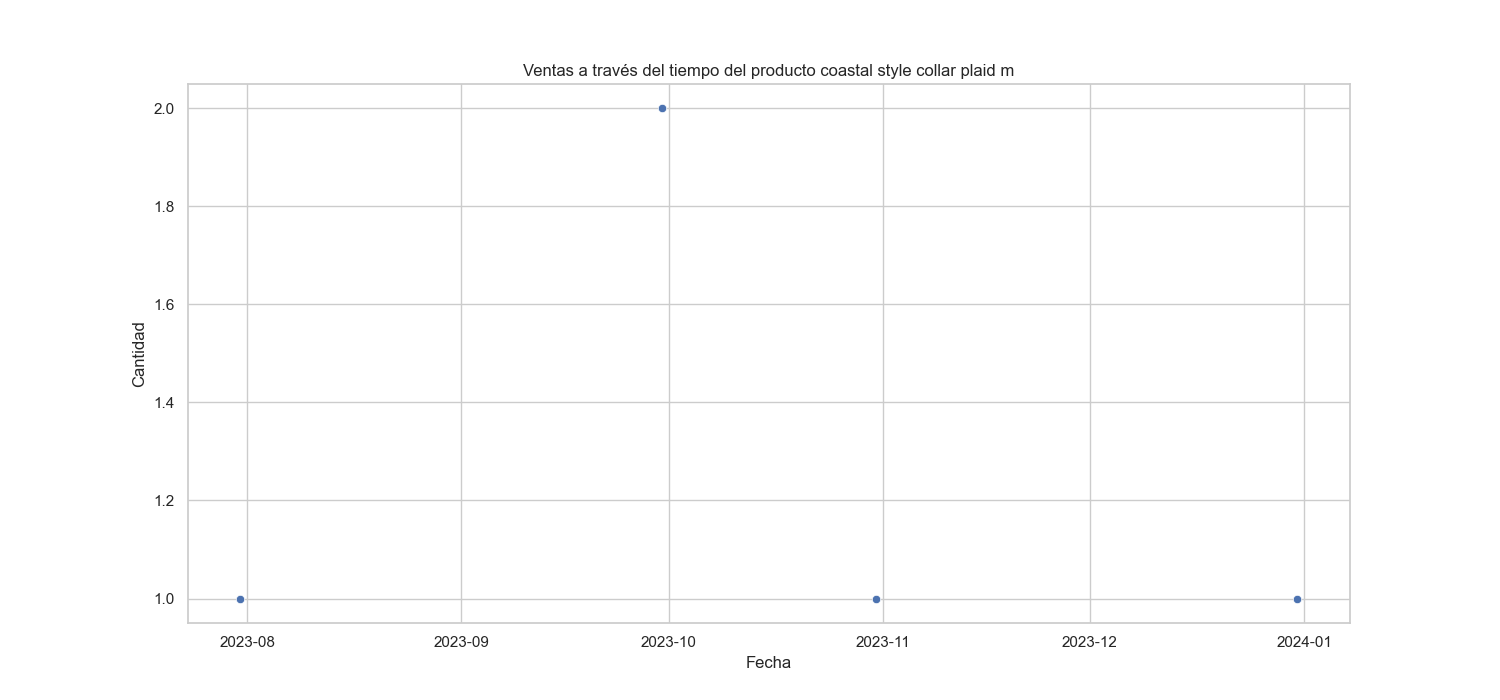 Ventas a través del tiempo del producto coastal style collar plaid m
2.0
1.8
1.6
1.4
1.2
1.0
Cantidad
2023-08 2023-09 2023-10 2023-11 2023-12 2024-01
Fecha